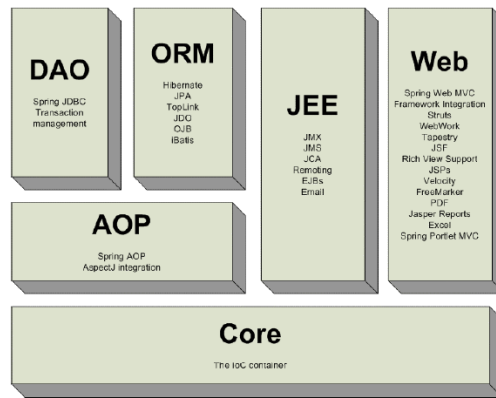 DAO
Spring JDBC
Transaction
management
ORM
Hibernate
JPA
TopLink
JDO
OJB
iBatis
JEE
JMX
JMS
JCA
Remoting
EJBs
Email
Web
Spring Web MVC
Framework Integration
Struts
WebWork
Tapestry
JSF
Rich View Support
JSPs
Velocity
FreeMarker
PDF
Jasper Reports
Excel
Spring Portlet MVC
AOP
Spring AOP
AspectJ integration
Core
The IoC container